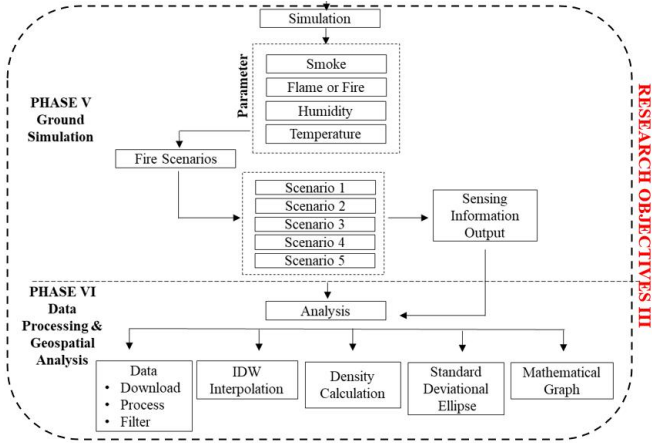 Simulation
Parameter
Smoke
Flame or Fire
Humidity
Temperature
PHASE V
Ground
Simulation
Fire Scenarios
Scenario 1
Scenario 2
Scenario 3
Scenario 4
Scenario 5
Sensing
Information
Output
RESEARCH OBJECTIVES III
PHASE VI
Data
Processing &
Geospatial
Analysis
Analysis
Data
• Download
• Process
• Filter
IDW
Interpolation
Density
Calculation
Standard
Deviational
Ellipse
Mathematical
Graph